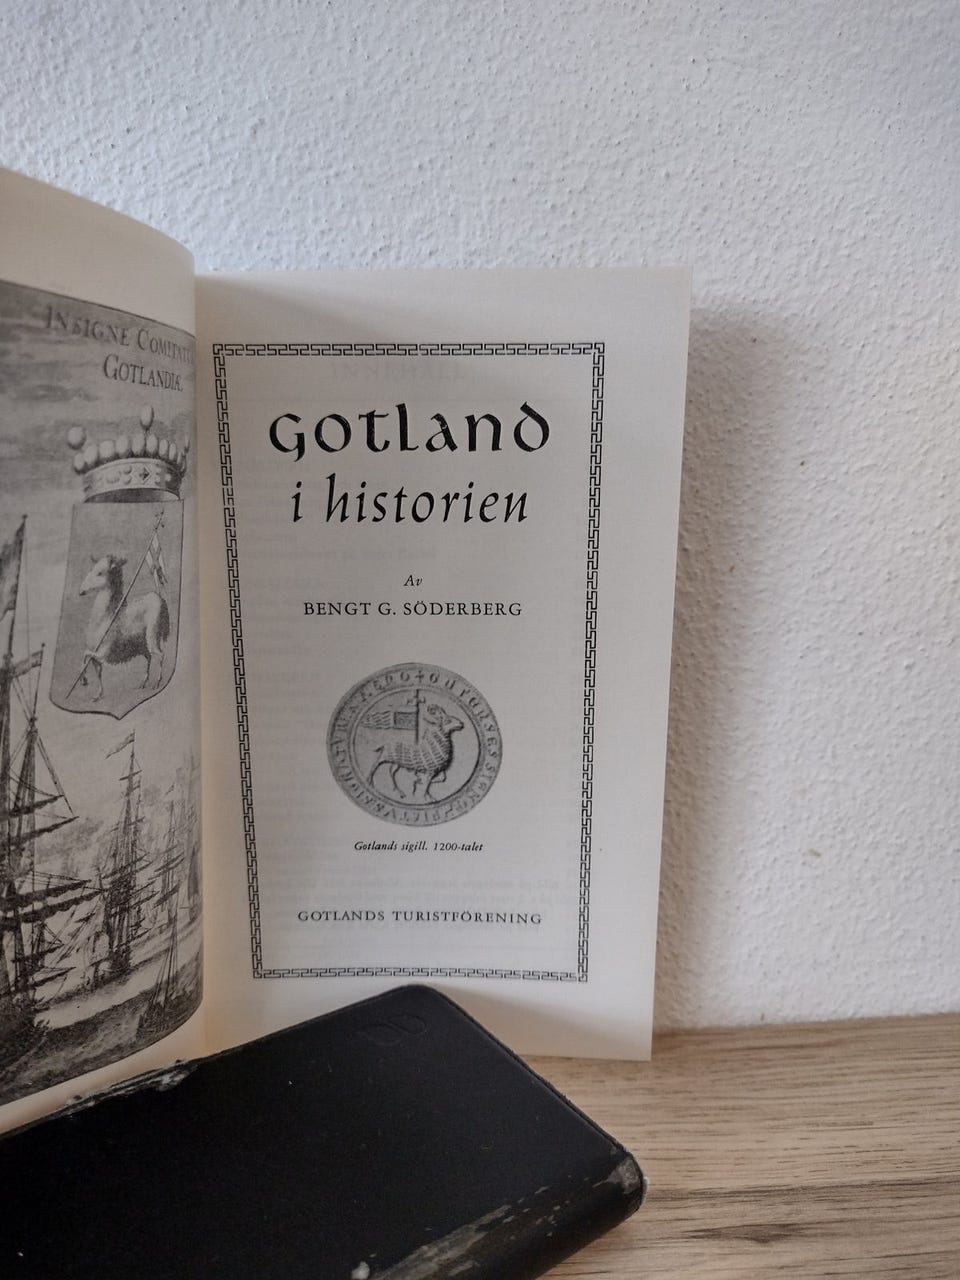 INSIGNE COMITATU
GOTLANDIÆ.
Gotland
i historien
Av
BENGT G. SÖDERBERG
Gotlands sigill. 1200-talet
GOTLANDS TURISTFÖRENING